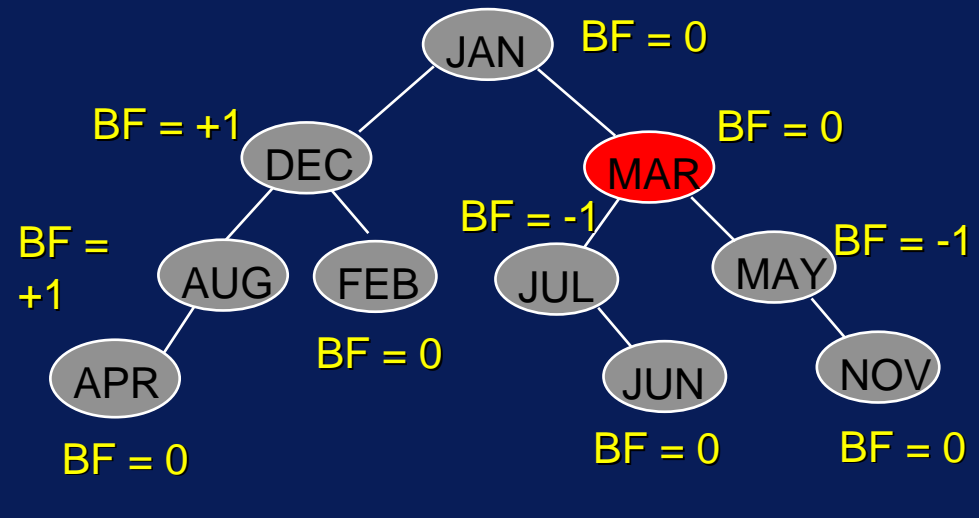 JAN
BF = 0
BF = +1
DEC
MAR
BF = 0
BF = -1
BF =
+1
AUG
FEB
JUL
MAY
BF = -1
BF = 0
APR
JUN
NOV
BF = 0
BF = 0
BF = 0